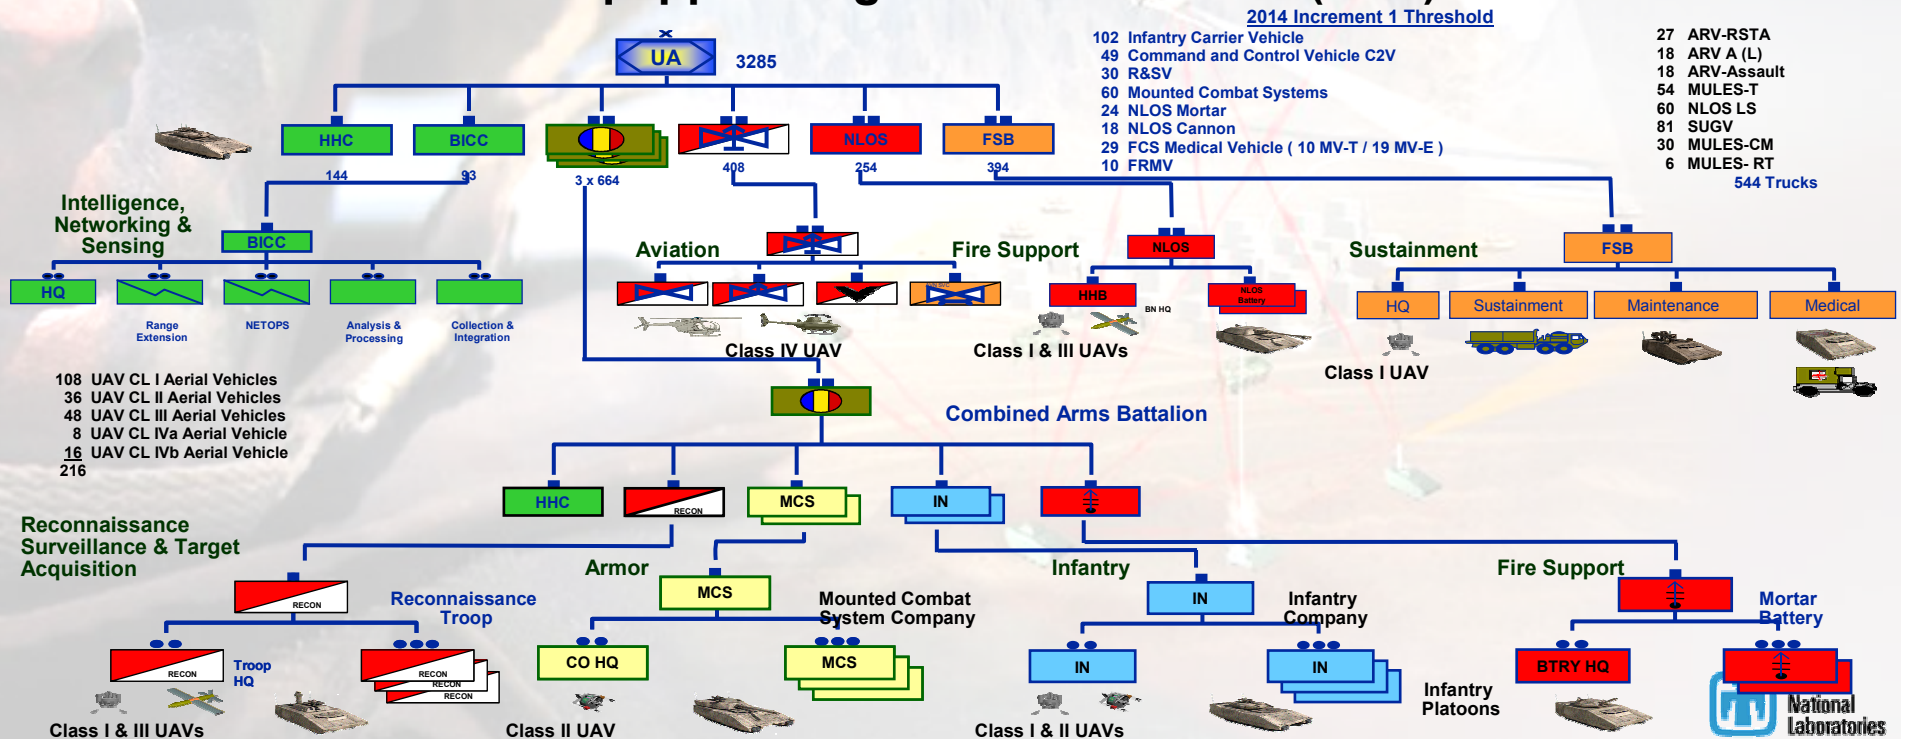 2014 Increment 1 Threshold
102 Infantry Carrier Vehicle
49 Command and Control Vehicle C2V
30 R&SV
60 Mounted Combat Systems
24 NLOS Mortar
18 NLOS Cannon
29 FCS Medical Vehicle ( 10 MV-T / 19 MV-E )
10 FRMV
27 ARV-RSTA
18 ARV A (L)
18 ARV-Assault
54 MULES-T
60 NLOS LS
81 SUGV
30 MULES-CM
6 MULES- RT
544 Trucks
UA
3285
HHC
BICC
NLOS
FSB
144
93
3 x 664
408
254
394
Intelligence,
Networking &
Sensing
BICC
HQ
Range
Extension
NETOPS
Analysis &
Processing
Collection &
Integration
Aviation
Class IV UAV
Fire Support
NLOS
HHB
BN HQ
NLOS
Battery
Class I & III UAVs
Sustainment
FSB
HQ
Sustainment
Maintenance
Medical
Class I UAV
108 UAV CL I Aerial Vehicles
36 UAV CL II Aerial Vehicles
48 UAV CL III Aerial Vehicles
8 UAV CL IVa Aerial Vehicle
16 UAV CL IVb Aerial Vehicle
216
Combined Arms Battalion
HHC
RECON
MCS
IN
Reconnaissance
Surveillance & Target
Acquisition
RECON
Reconnaissance
Troop
RECON
Troop
HQ
RECON
RECON
RECON
Class I & III UAVs
Armor
MCS
Mounted Combat
System Company
CO HQ
MCS
Class II UAV
Infantry
IN
Infantry
Company
IN
IN
Infantry
Platoons
Class I & II UAVs
Fire Support
Mortar
Battery
BTRY HQ
National
Laboratories